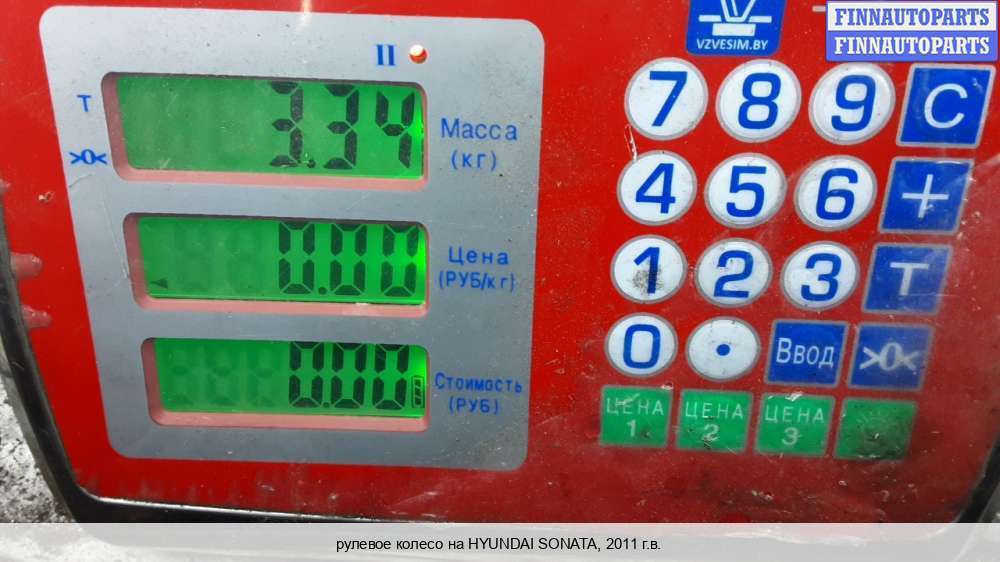 VZVESIM.BY
FINNAUTOPARTS
FINNAUTOPARTS
II
T
3.34
Масса
(кг)
>0<
0.00
Цена
(РУБ/кг)
0.00
Стоимость
(РУБ)
7 8 9 C
4 5 6 +
1 2 3 T
0 . Ввод >0<
ЦЕНА 1
ЦЕНА 2
ЦЕНА 3
рулевое колесо на HYUNDAI SONATA, 2011 г.в.